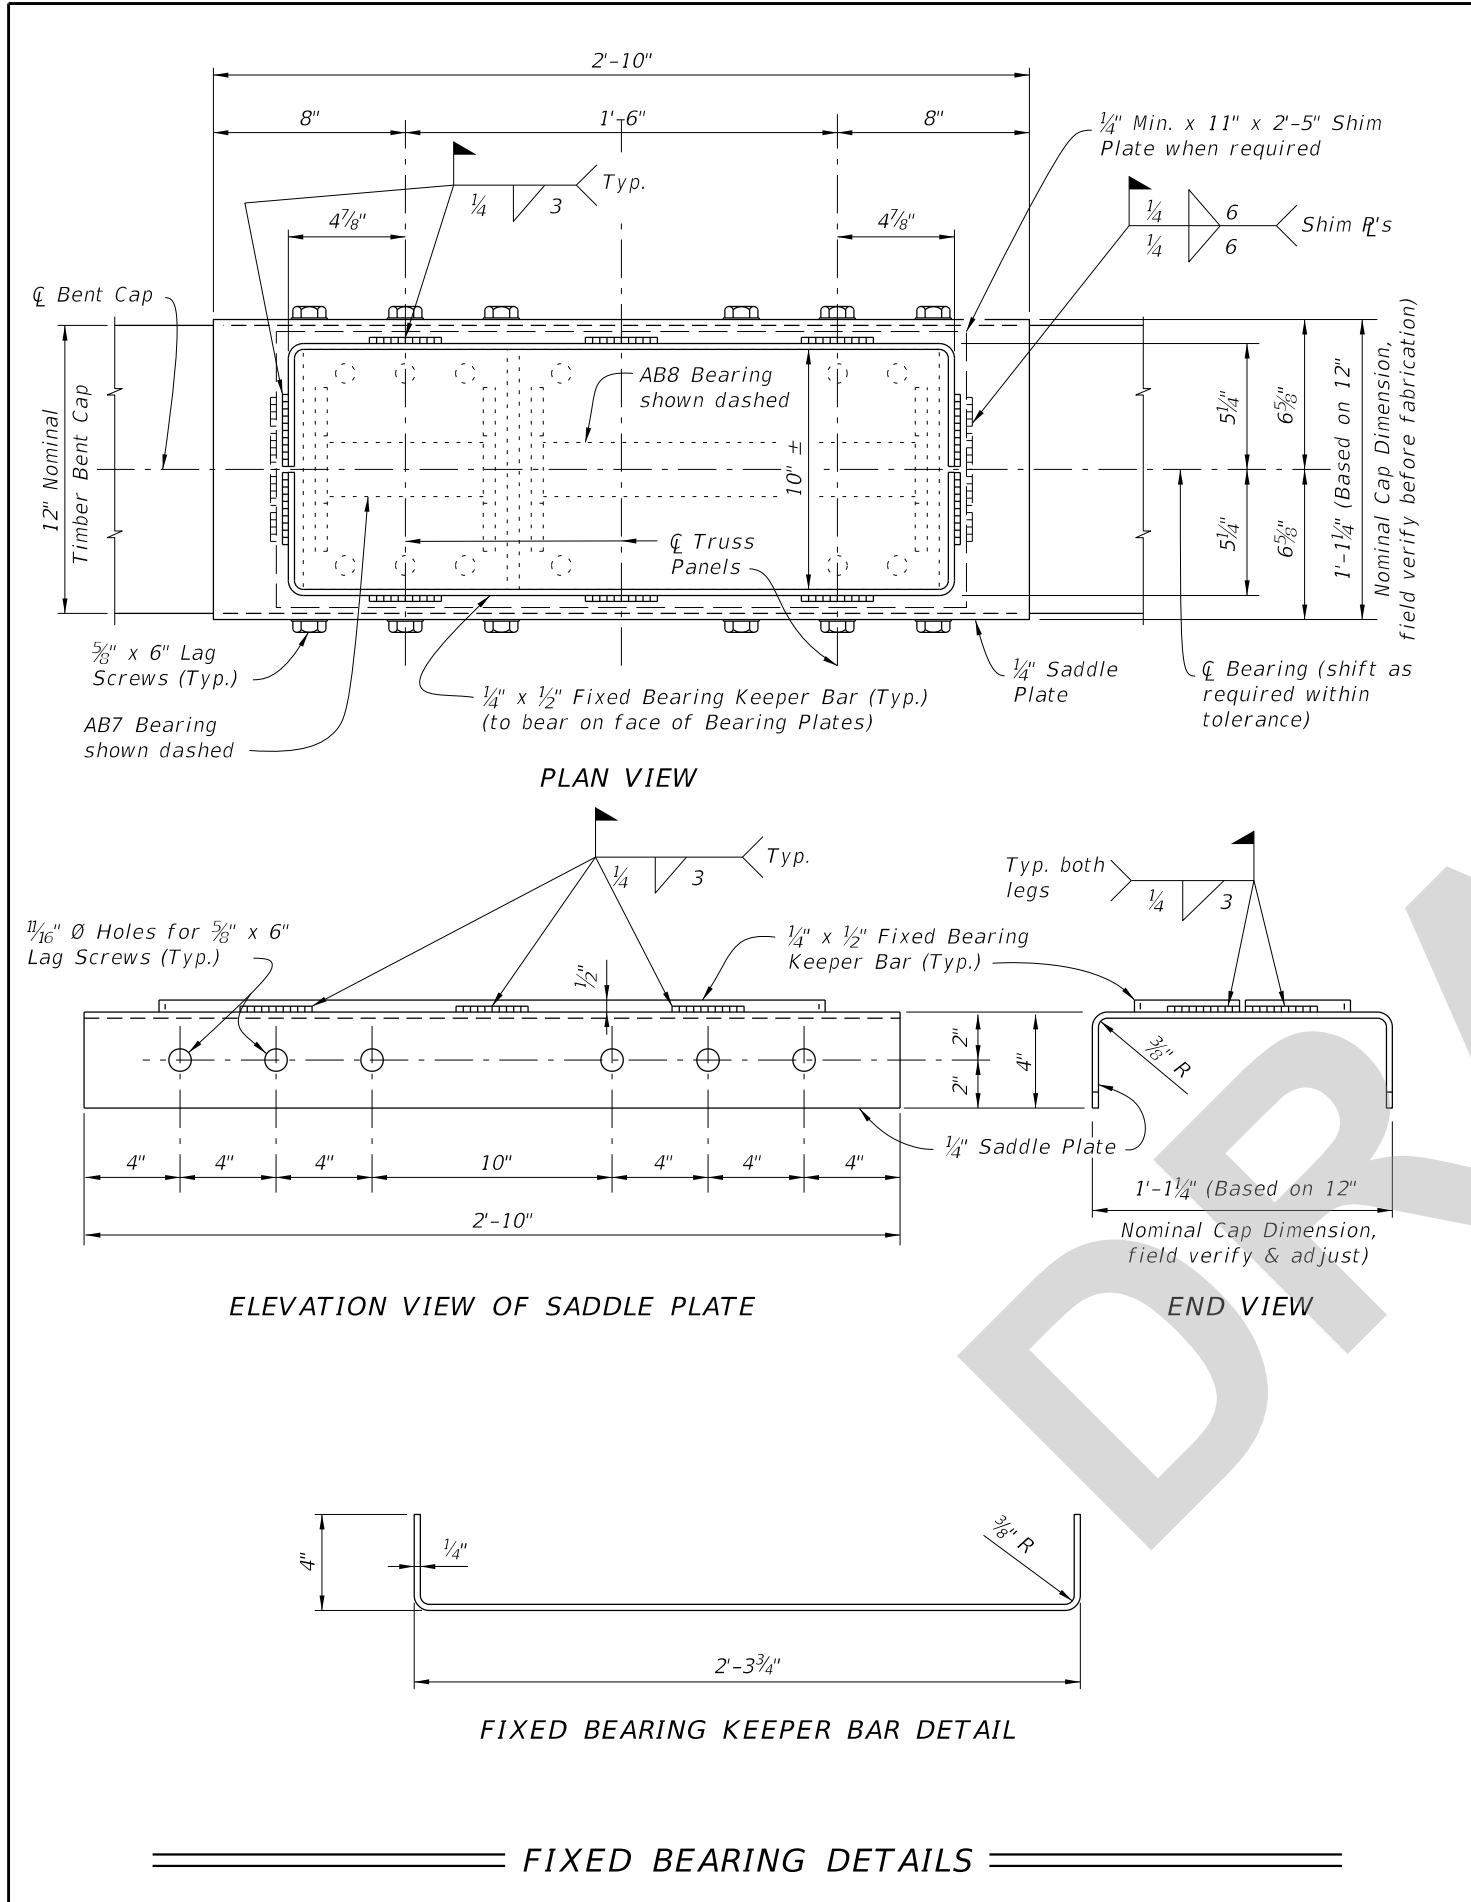 2'-10"
8"
1'-6"
8"
¼" Min. x 11" x 2'-5" Shim
Plate when required
Typ.
¼
3
4⅞"
4⅞"
¼
6
¼
6
Shim ℄'s
℄ Bent Cap
12" Nominal
Timber Bent Cap
AB8 Bearing
shown dashed
10" ±
℄ Truss
Panels
5¼"
5¼"
6⅝"
6⅝"
1'-1¼" (Based on 12"
Nominal Cap Dimension,
field verify before fabrication)
⅝" x 6" Lag
Screws (Typ.)
AB7 Bearing
shown dashed
¼" x ½" Fixed Bearing Keeper Bar (Typ.)
(to bear on face of Bearing Plates)
¼" Saddle
Plate
℄ Bearing (shift as
required within
tolerance)
PLAN VIEW
Typ.
¼
3
Typ. both
legs
¼
3
11/16" Ø Holes for ⅝" x 6"
Lag Screws (Typ.)
½"
¼" x ½" Fixed Bearing
Keeper Bar (Typ.)
2"
2"
4"
⅜" R
¼" Saddle Plate
4"
4"
4"
10"
4"
4"
4"
2'-10"
1'-1¼" (Based on 12"
Nominal Cap Dimension,
field verify & adjust)
ELEVATION VIEW OF SADDLE PLATE
END VIEW
4"
¼"
⅜" R
2'-3¾"
FIXED BEARING KEEPER BAR DETAIL
FIXED BEARING DETAILS
DRA